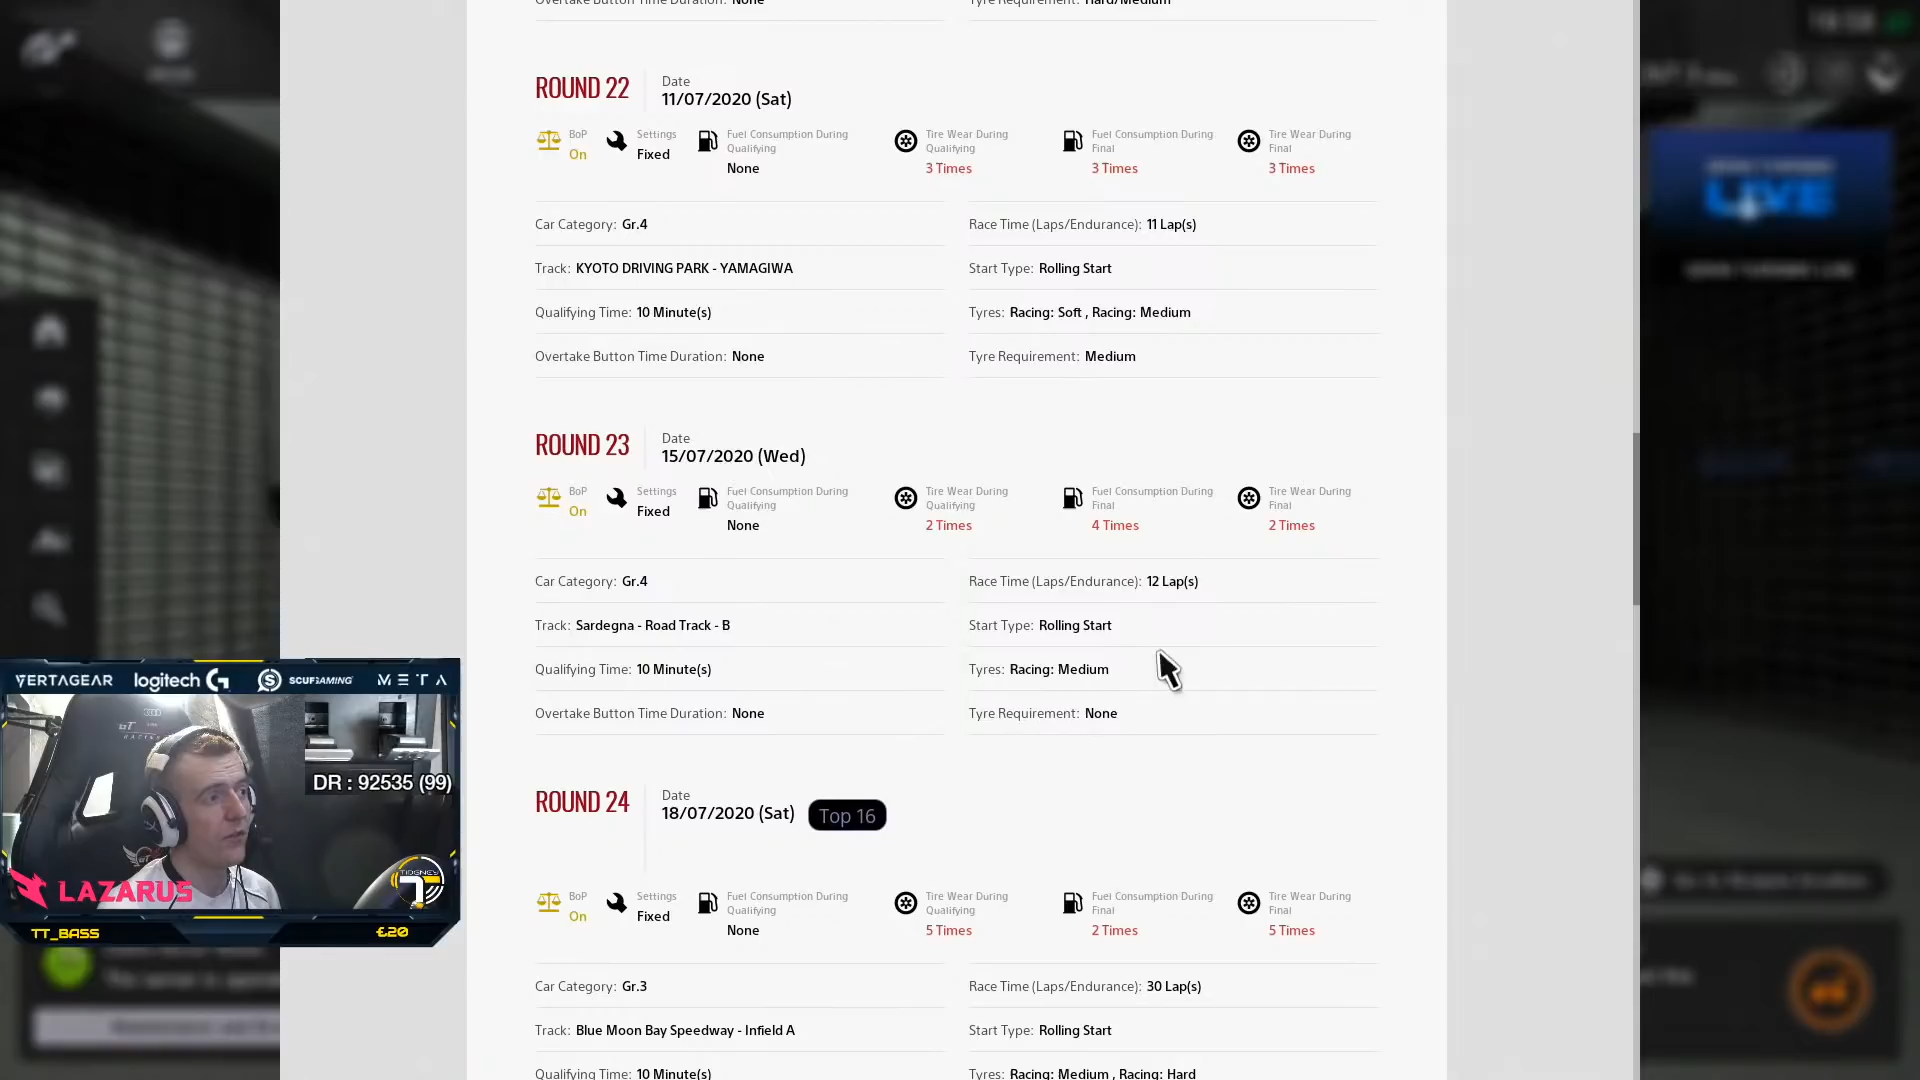 Overtake Button Time Duration: None
Tyre Requirement: Hard/Medium
ROUND 22
Date
11/07/2020 (Sat)
BoP
On
Settings
Fixed
Fuel Consumption During
Qualifying
None
Tire Wear During
Qualifying
3 Times
Fuel Consumption During
Final
3 Times
Tire Wear During
Final
3 Times
Car Category: Gr.4
Race Time (Laps/Endurance): 11 Lap(s)
Track: KYOTO DRIVING PARK - YAMAGIWA
Start Type: Rolling Start
Qualifying Time: 10 Minute(s)
Tyres: Racing: Soft , Racing: Medium
Overtake Button Time Duration: None
Tyre Requirement: Medium
ROUND 23
Date
15/07/2020 (Wed)
BoP
On
Settings
Fixed
Fuel Consumption During
Qualifying
None
Tire Wear During
Qualifying
2 Times
Fuel Consumption During
Final
4 Times
Tire Wear During
Final
2 Times
Car Category: Gr.4
Race Time (Laps/Endurance): 12 Lap(s)
Track: Sardegna - Road Track - B
Start Type: Rolling Start
Qualifying Time: 10 Minute(s)
Tyres: Racing: Medium
Overtake Button Time Duration: None
Tyre Requirement: None
ROUND 24
Date
18/07/2020 (Sat)
Top 16
BoP
On
Settings
Fixed
Fuel Consumption During
Qualifying
None
Tire Wear During
Qualifying
5 Times
Fuel Consumption During
Final
2 Times
Tire Wear During
Final
5 Times
Car Category: Gr.3
Race Time (Laps/Endurance): 30 Lap(s)
Track: Blue Moon Bay Speedway - Infield A
Start Type: Rolling Start
Qualifying Time: 10 Minute(s)
Tyres: Racing: Medium , Racing: Hard
VERTAGEAR
logitech G
SCUFGAMING
META
DR : 92535 (99)
LAZARUS
TIDGNEY
TT_BASS
£20
LIVE